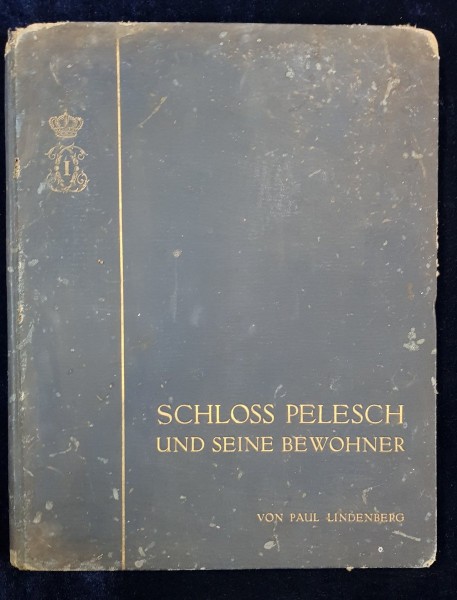 I
SCHLOSS PELESCH
UND SEINE BEWOHNER
VON PAUL LINDENBERG